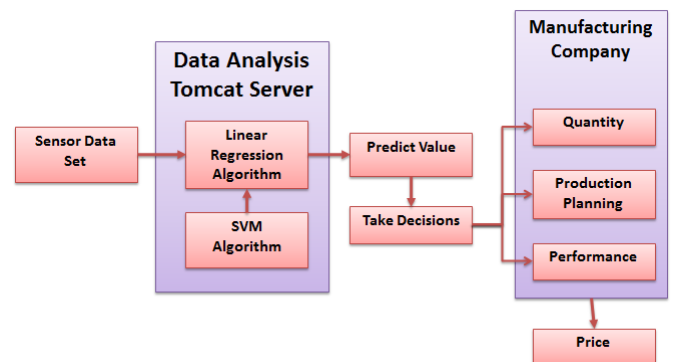 Data Analysis
Tomcat Server
Manufacturing
Company
Sensor Data
Set
Linear
Regression
Algorithm
SVM
Algorithm
Predict Value
Take Decisions
Quantity
Production
Planning
Performance
Price